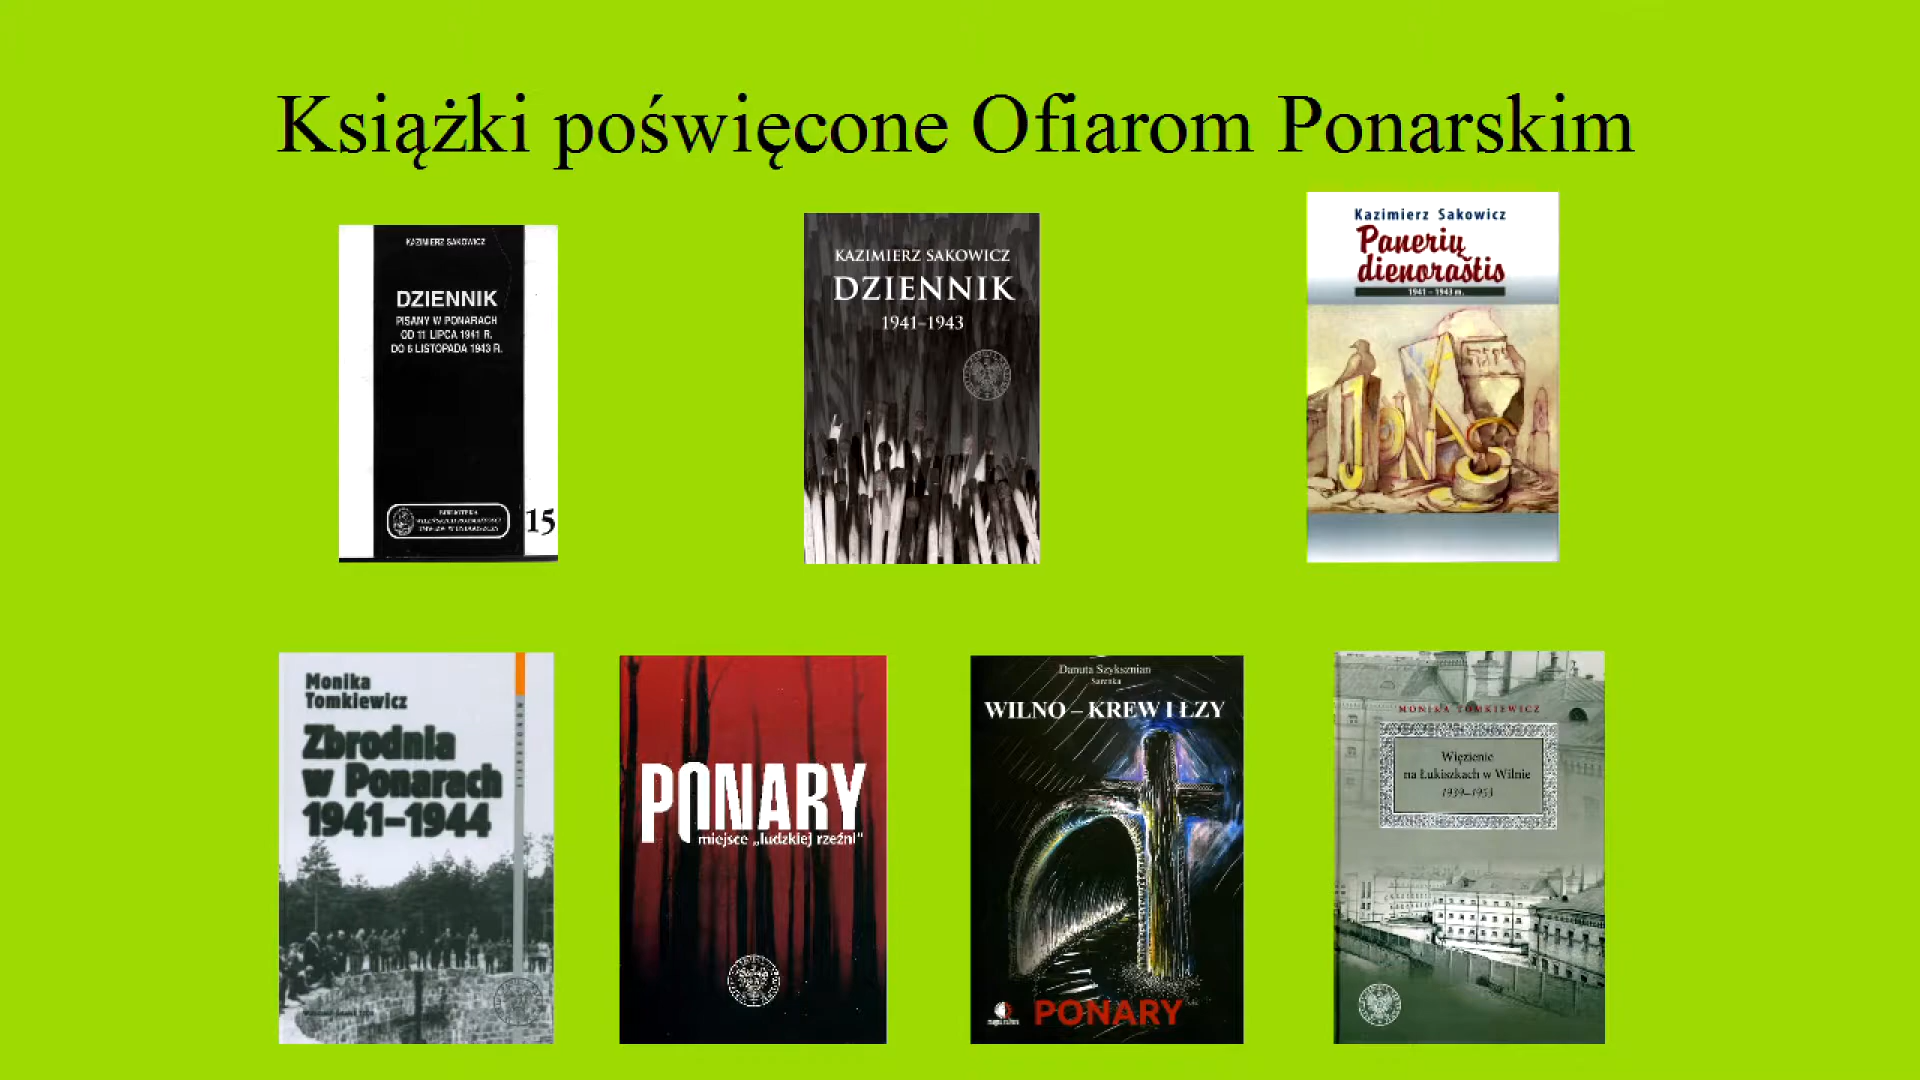 Książki poświęcone Ofiarom Ponarskim
KAZIMIERZ SAKOWICZ
DZIENNIK
PISANY W PONARACH
OD 11 LIPCA 1941 R.
DO 6 LISTOPADA 1943 R.
BIBLIOTEKA
15
KAZIMIERZ SAKOWICZ
DZIENNIK
1941–1943
Kazimierz Sakowicz
Panerių
dienoraštis
1941 – 1943 m.
Monika
Tomkiewicz
Zbrodnia
w Ponarach
1941–1944
MONOGRAFIE
PONARY
miejsce „ludzkiej rzeźni”
Danuta Szyksznian
Sarenka
WILNO – KREW I ŁZY
PONARY
MONIKA TOMKIEWICZ
Więzienie
na Łukiszkach w Wilnie
1939–1953